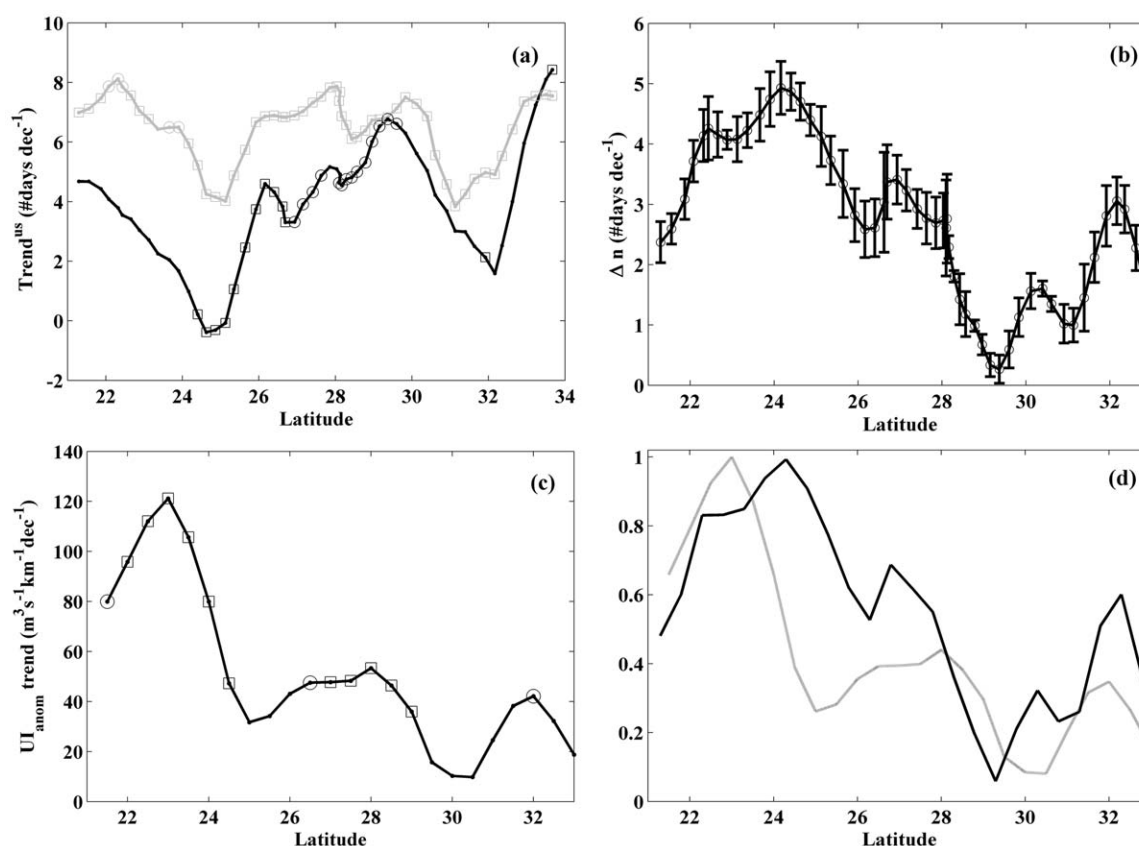 (a)
Trend^us (#days dec^-1)
10
8
6
4
2
0
-2
22 24 26 28 30 32 34
Latitude
(b)
Δ n (#days dec^-1)
6
5
4
3
2
1
0
22 24 26 28 30 32
Latitude
(c)
UI_anom trend (m^3s^-1km^-1dec^-1)
140
120
100
80
60
40
20
0
22 24 26 28 30 32
Latitude
(d)
1
0.8
0.6
0.4
0.2
0
22 24 26 28 30 32
Latitude